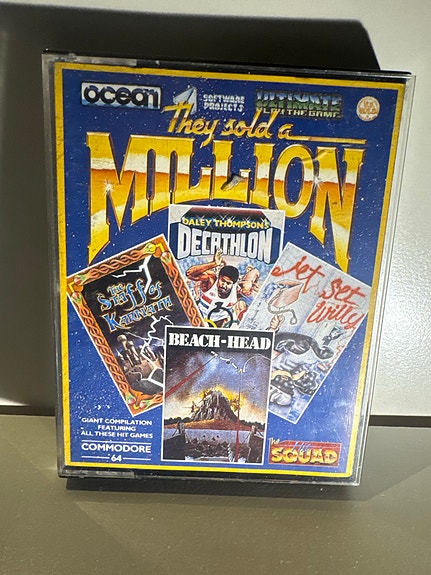 ocean
SOFTWARE
PROJECTS
ULTIMATE
PLAY THE GAME
They sold a
MILLION
DALEY THOMPSON'S
DECATHLON
The
Staff of
Karnath
Jet Set
Willy
BEACH-HEAD
GIANT COMPILATION
FEATURING
ALL THESE HIT GAMES
COMMODORE
64
The
SQUAD